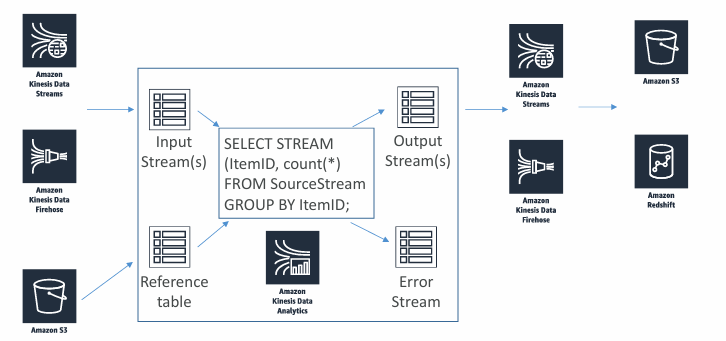 Amazon
Kinesis Data
Streams
Amazon
Kinesis Data
Firehose
Amazon S3
Input
Stream(s)
Reference
table
SELECT STREAM
(ItemID, count(*)
FROM SourceStream
GROUP BY ItemID;
Amazon
Kinesis Data
Analytics
Output
Stream(s)
Error
Stream
Amazon
Kinesis Data
Streams
Amazon
Kinesis Data
Firehose
Amazon S3
Amazon
Redshift